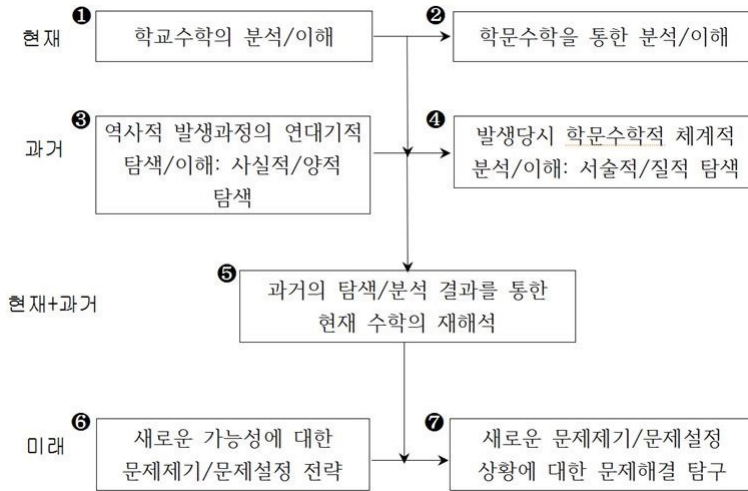 ❶ ❷
현재 학교수학의 분석/이해 학문수학을 통한 분석/이해
❸ ❹
과거
역사적 발생과정의 연대기적
탐색/이해: 사실적/양적
탐색
발생당시 학문수학적 체계적
분석/이해: 서술적/질적 탐색
❺
현재+과거
과거의 탐색/분석 결과를 통한
현재 수학의 재해석
❻ ❼
미래
새로운 가능성에 대한
문제제기/문제설정 전략
새로운 문제제기/문제설정
상황에 대한 문제해결 탐구